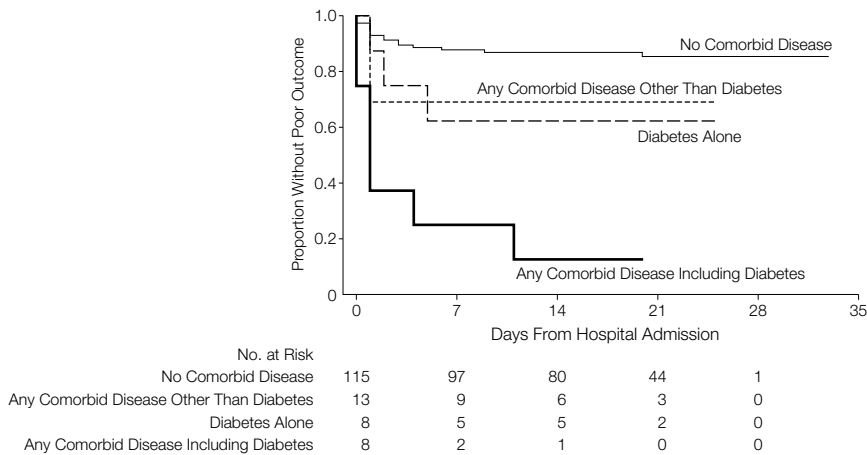 1.0
No Comorbid Disease
0.8
Any Comorbid Disease Other Than Diabetes
0.6
Diabetes Alone
0.4
0.2
Any Comorbid Disease Including Diabetes
0
Proportion Without Poor Outcome
0 7 14 21 28 35
Days From Hospital Admission
No. at Risk
No Comorbid Disease 115 97 80 44 1
Any Comorbid Disease Other Than Diabetes 13 9 6 3 0
Diabetes Alone 8 5 5 2 0
Any Comorbid Disease Including Diabetes 8 2 1 0 0